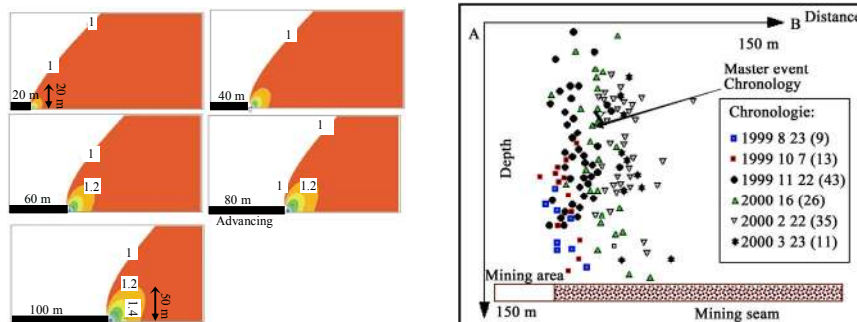 1
1
20 m
20 m
1
40 m
1
1.2
60 m
1
1
1.2
80 m
Advancing
1
1.2
1.4
50 m
100 m
A
B
Distance
150 m
Master event
Chronology
Depth
Chronologie:
1999 8 23 (9)
1999 10 7 (13)
1999 11 22 (43)
2000 16 (26)
2000 2 22 (35)
2000 3 23 (11)
Mining area
150 m
Mining seam